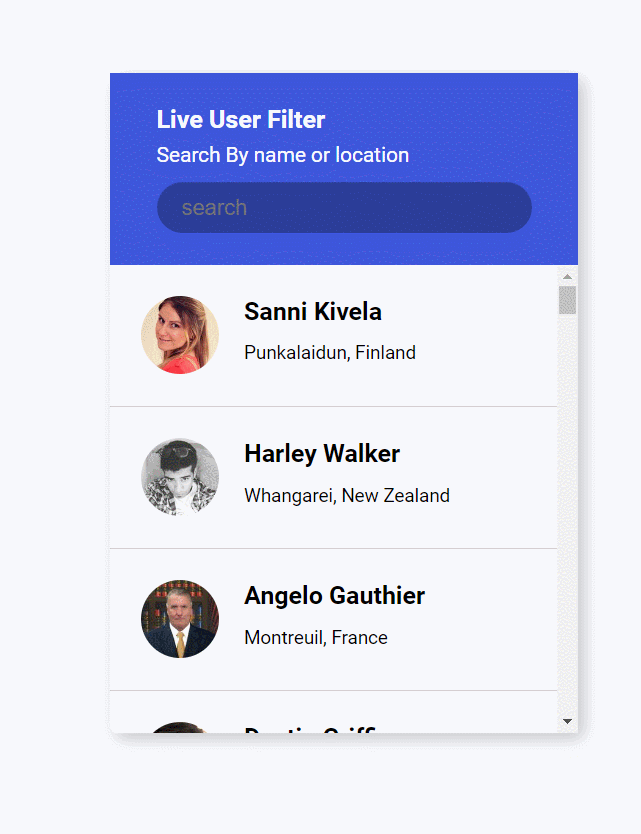 Live User Filter
Search By name or location
search
Sanni Kivela
Punkalaidun, Finland
Harley Walker
Whangarei, New Zealand
Angelo Gauthier
Montreuil, France